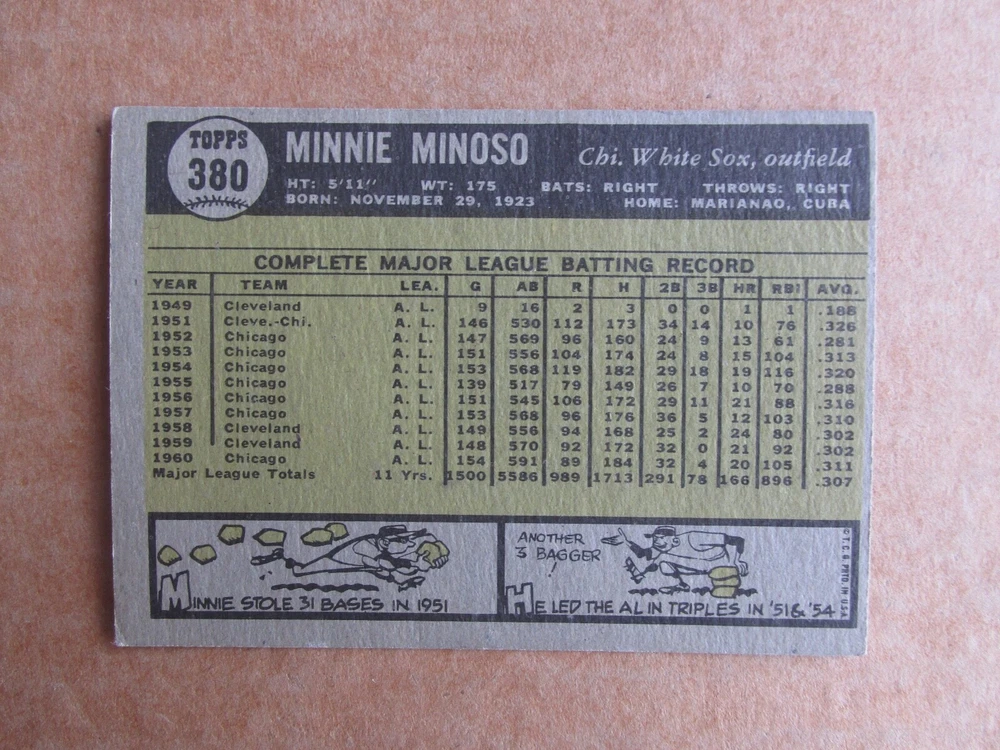 TOPPS
380
MINNIE MINOSO Chi. White Sox, outfield
HT: 5'11" WT: 175 BATS: RIGHT THROWS: RIGHT
BORN: NOVEMBER 29, 1923 HOME: MARIANAO, CUBA
COMPLETE MAJOR LEAGUE BATTING RECORD
YEAR TEAM LEA. G AB R H 2B 3B HR RBI AVG.
1949 Cleveland A. L. 9 16 2 3 0 0 1 1 .188
1951 Cleve.-Chi. A. L. 146 530 112 173 34 14 10 76 .326
1952 Chicago A. L. 147 569 96 160 24 9 13 61 .281
1953 Chicago A. L. 151 556 104 174 24 8 15 104 .313
1954 Chicago A. L. 153 568 119 182 29 18 19 116 .320
1955 Chicago A. L. 139 517 79 149 26 7 10 70 .288
1956 Chicago A. L. 151 545 106 172 29 11 21 88 .316
1957 Chicago A. L. 153 568 96 176 36 5 12 103 .310
1958 Cleveland A. L. 149 556 94 168 25 2 24 80 .302
1959 Cleveland A. L. 148 570 92 172 32 0 21 92 .302
1960 Chicago A. L. 154 591 89 184 32 4 20 105 .311
Major League Totals 11 Yrs. 1500 5586 989 1713 291 78 166 896 .307
MINNIE STOLE 31 BASES IN 1951
ANOTHER
3 BAGGER
!
HE LED THE AL IN TRIPLES IN '51 & '54
© T. C. G. PRTD. IN U.S.A.